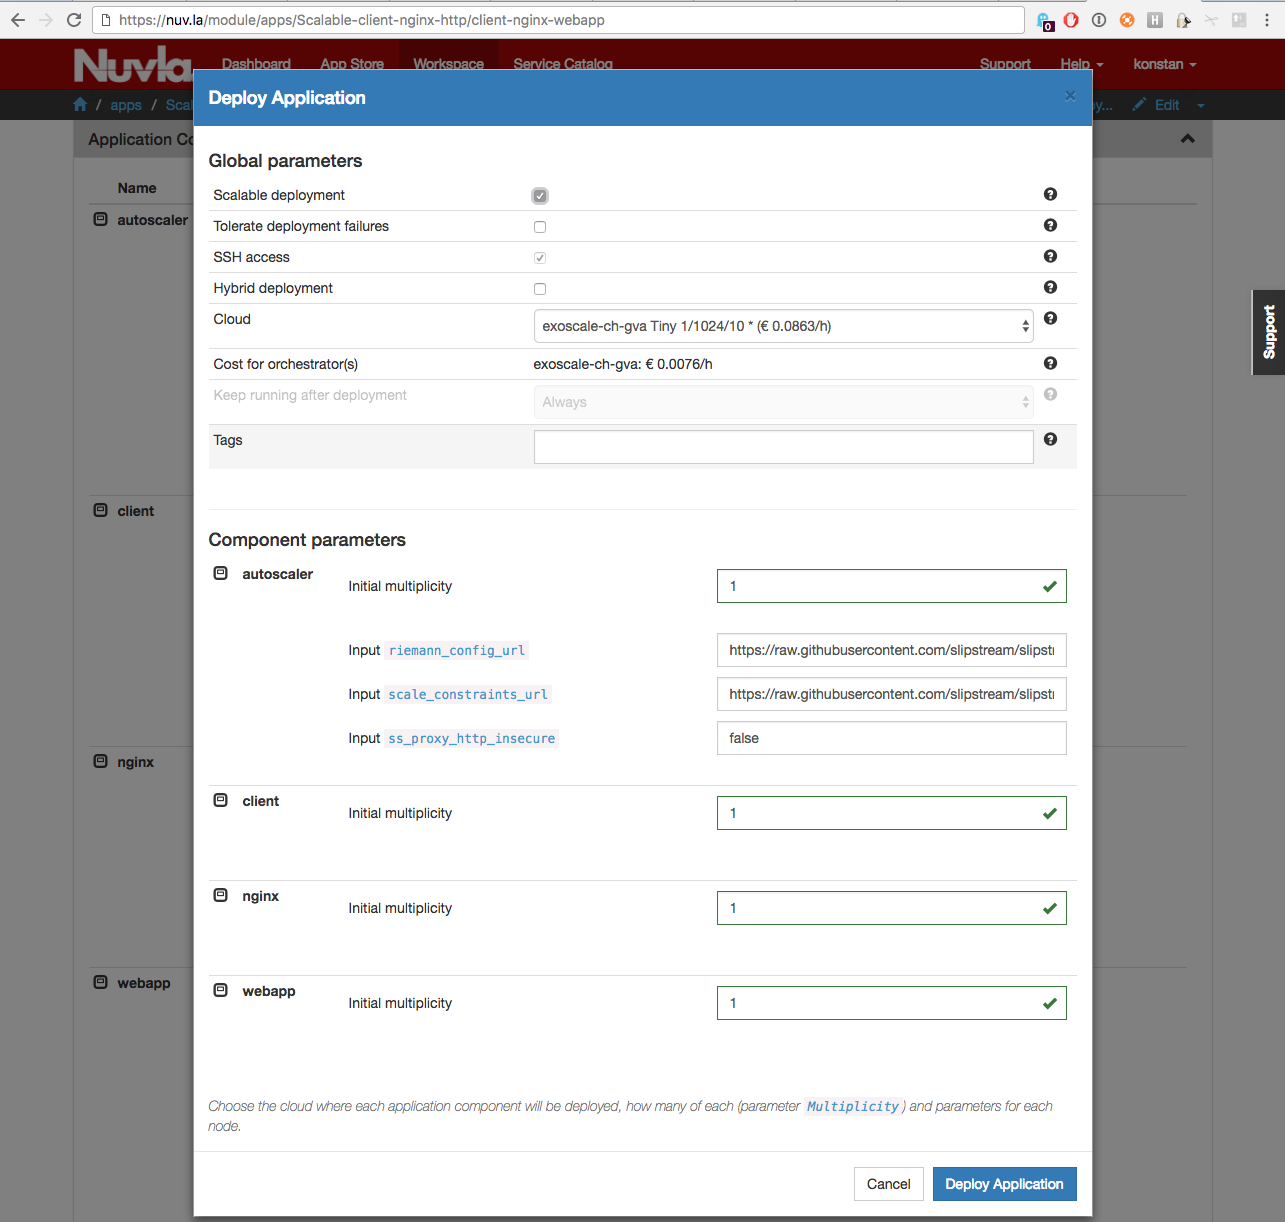 https://nuv.la/module/apps/Scalable-client-nginx-http/client-nginx-webapp
0
H
Nuvla
Dashboard App Store Workspace Service Catalog Support Help konstan
/ apps / Scal
Edit
Deploy Application ×
Application Co
Name
autoscaler
client
nginx
webapp
Support
Global parameters
Scalable deployment
Tolerate deployment failures
SSH access
Hybrid deployment
Cloud exoscale-ch-gva Tiny 1/1024/10 * (€ 0.0863/h)
Cost for orchestrator(s) exoscale-ch-gva: € 0.0076/h
Keep running after deployment Always
Tags
Component parameters
autoscaler Initial multiplicity 1
Input riemann_config_url https://raw.githubusercontent.com/slipstream/slipstr
Input scale_constraints_url https://raw.githubusercontent.com/slipstream/slipstr
Input ss_proxy_http_insecure false
client Initial multiplicity 1
nginx Initial multiplicity 1
webapp Initial multiplicity 1
Choose the cloud where each application component will be deployed, how many of each (parameter Multiplicity) and parameters for each
node.
Cancel Deploy Application